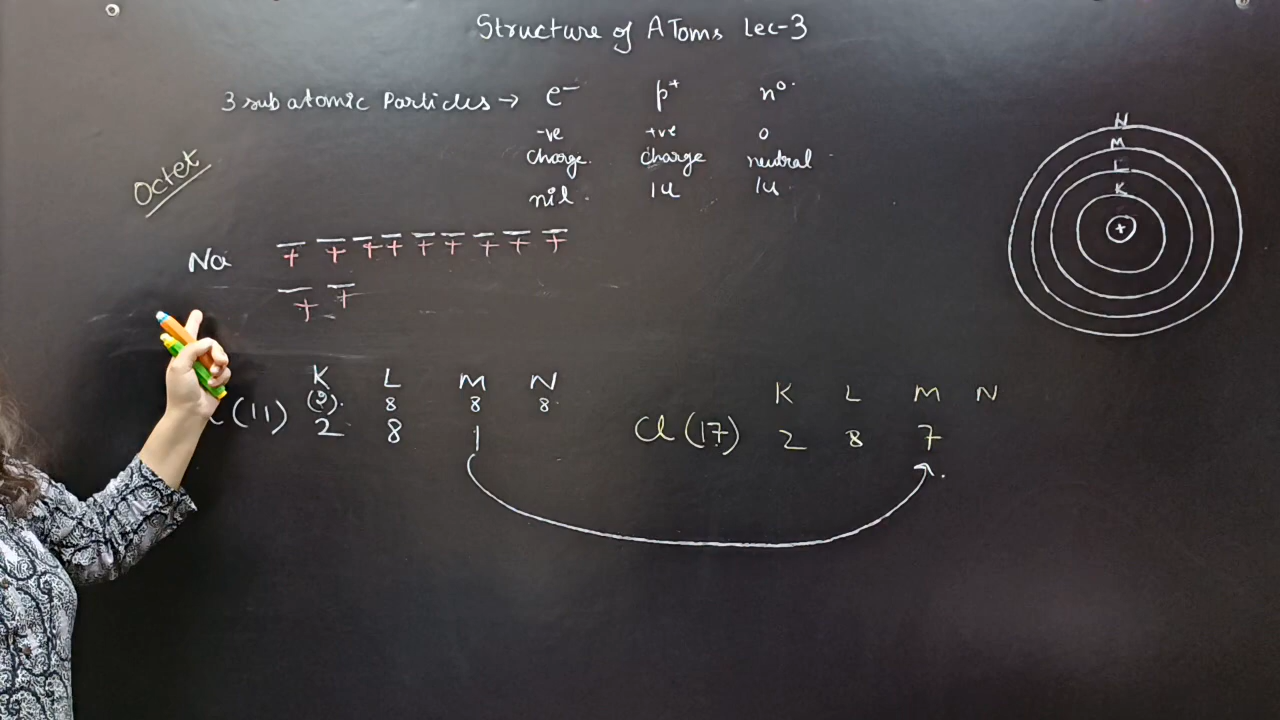 Structure of ATOMS Lec-3
3 sub atomic Particles → e⁻ p⁺ n⁰
-ve +ve 0
charge. charge neutral
nil. 1u 1u
Octet
Na + + + + + + + + +
+ +
K L M N
(2). 8 8 8
(11) 2 8 1
K L M N
Cl (17) 2 8 7
N
M
L
K
+